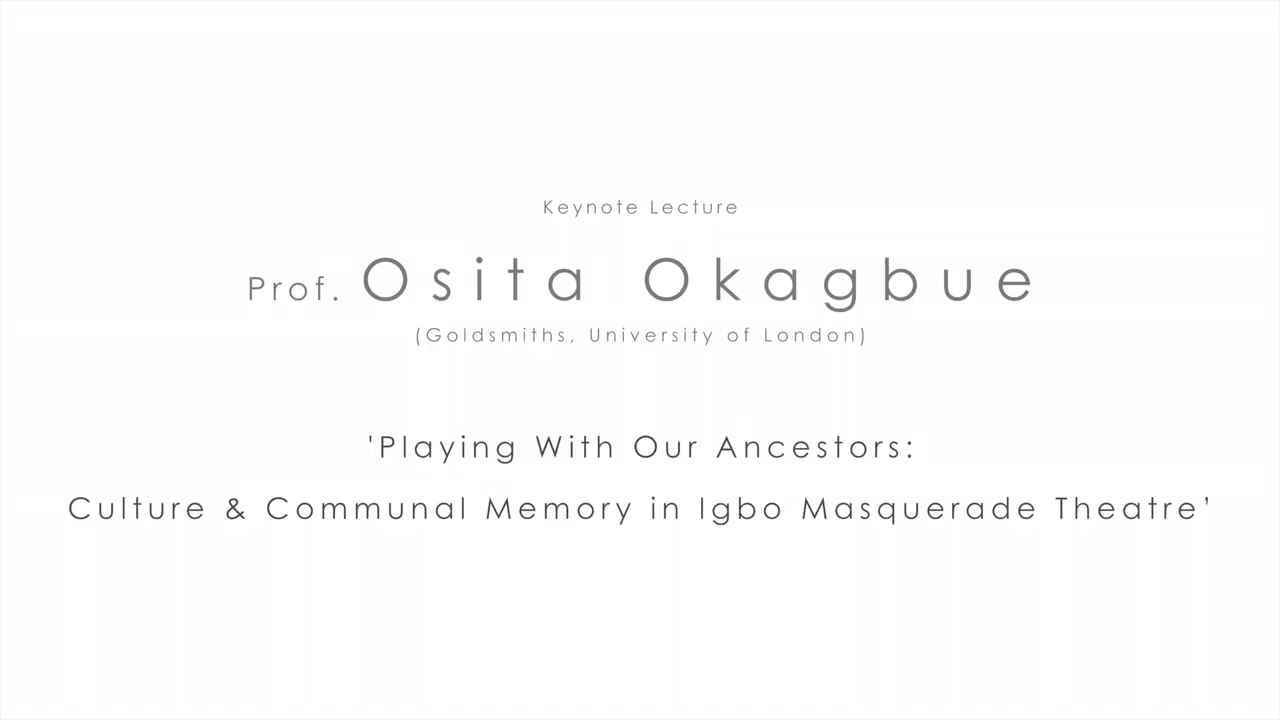 Keynote Lecture
Prof. Osita Okagbue
(Goldsmiths, University of London)
'Playing With Our Ancestors:
Culture & Communal Memory in Igbo Masquerade Theatre’